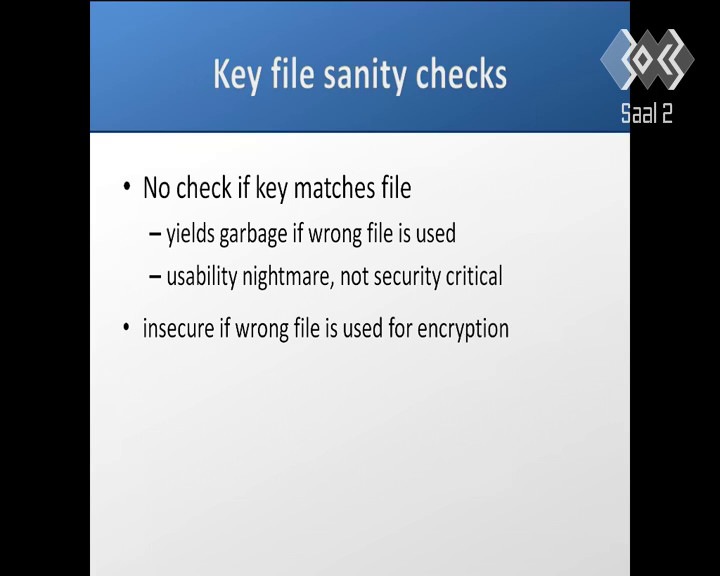 Key file sanity checks
Saal 2
• No check if key matches file
– yields garbage if wrong file is used
– usability nightmare, not security critical
• insecure if wrong file is used for encryption